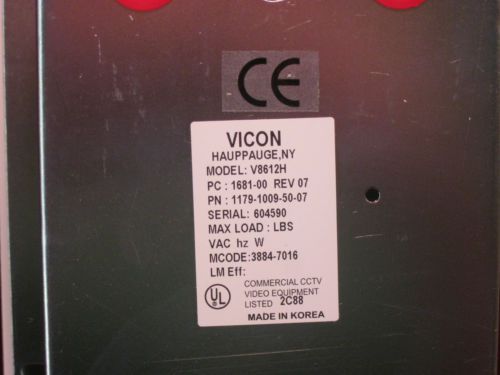 CE
VICON
HAUPPAUGE,NY
MODEL: V8612H
PC : 1681-00 REV 07
PN : 1179-1009-50-07
SERIAL: 604590
MAX LOAD : LBS
VAC hz W
MCODE:3884-7016
LM Eff:
UL COMMERCIAL CCTV
VIDEO EQUIPMENT
LISTED 2C88
MADE IN KOREA